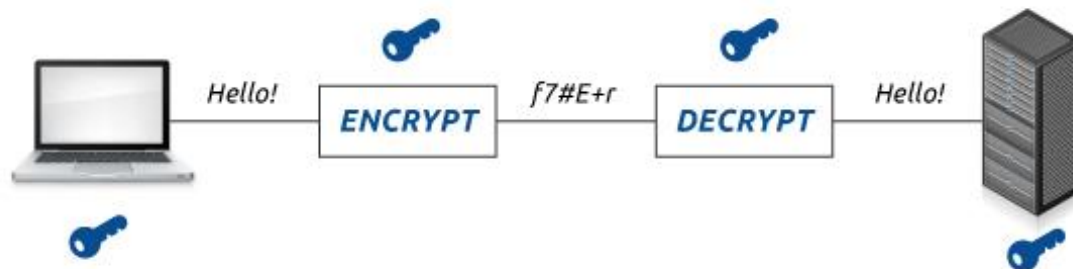 Hello!
ENCRYPT
f7#E+r
DECRYPT
Hello!